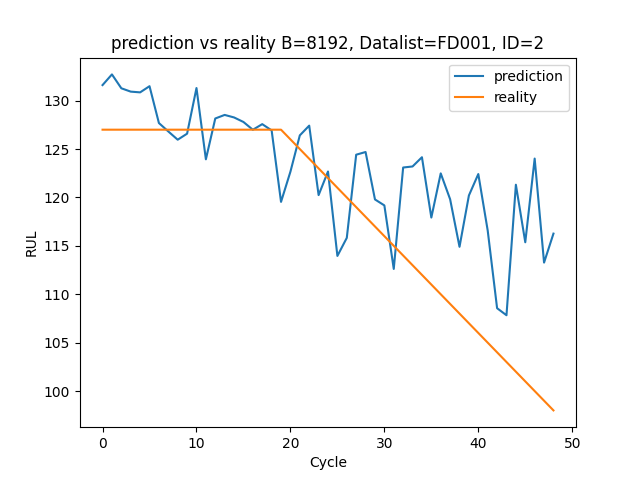 prediction vs reality B=8192, Datalist=FD001, ID=2
prediction
reality
130
125
120
115
110
105
100
RUL
0 10 20 30 40 50
Cycle